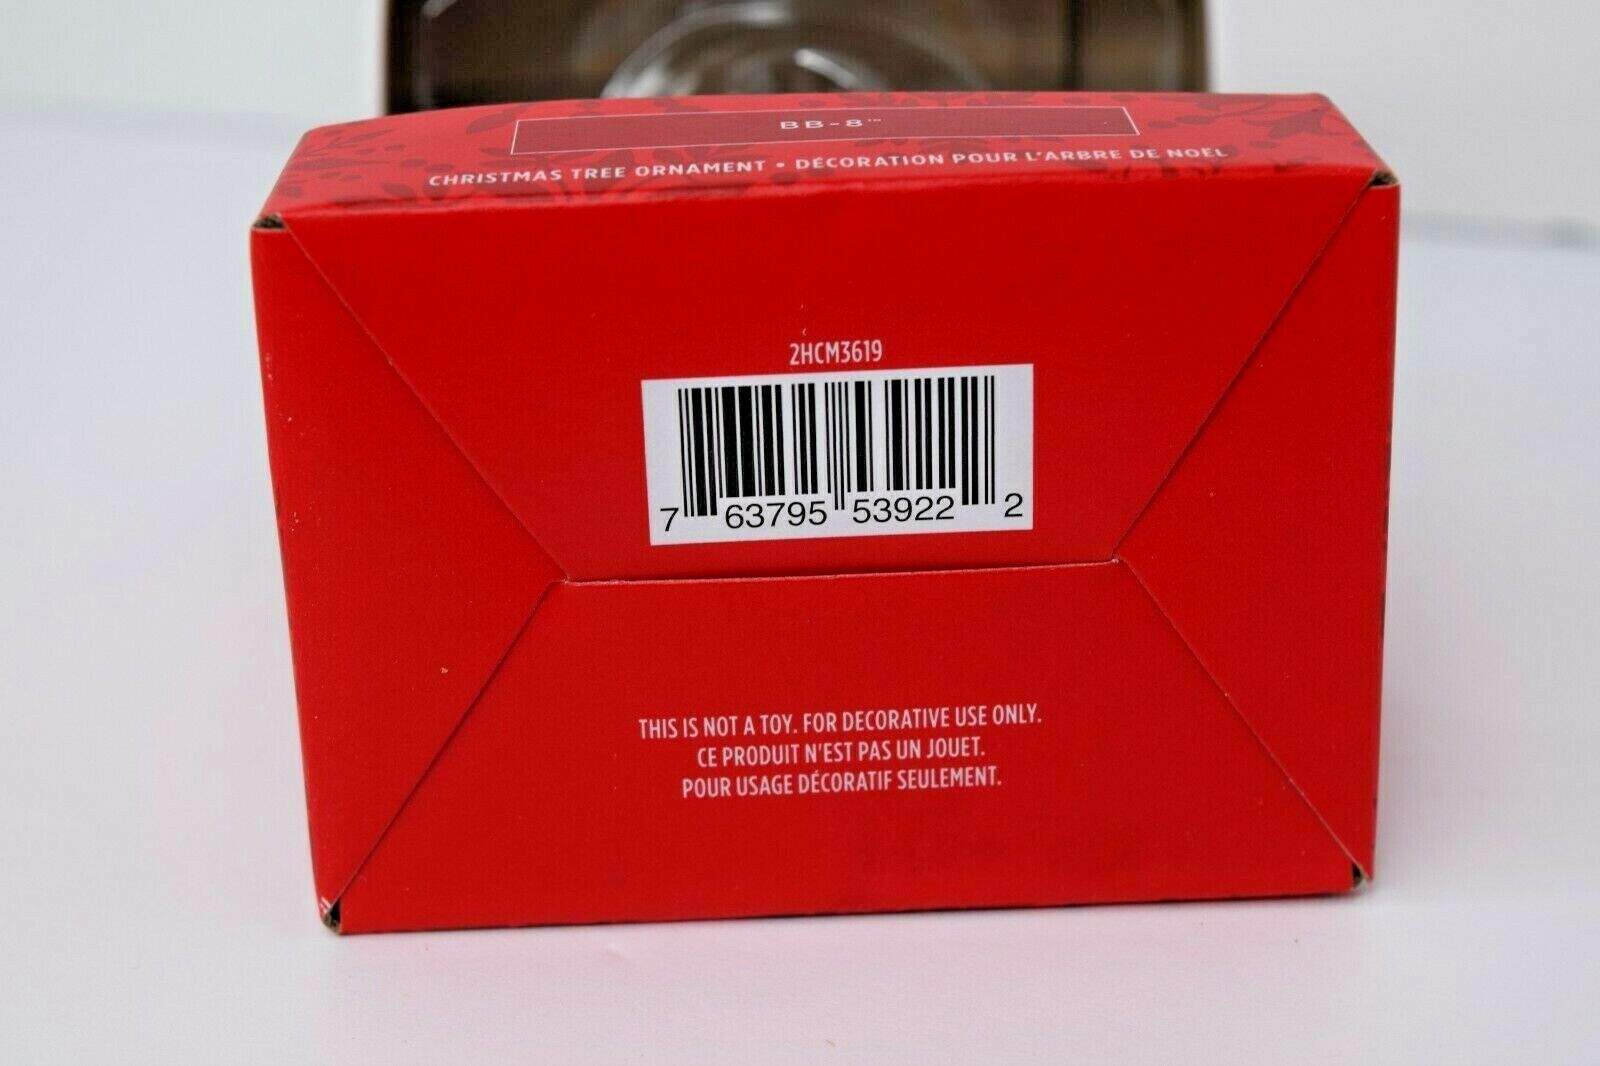 BB-8™
CHRISTMAS TREE ORNAMENT • DÉCORATION POUR L'ARBRE DE NOËL
2HCM3619
7 63795 53922 2
THIS IS NOT A TOY. FOR DECORATIVE USE ONLY.
CE PRODUIT N'EST PAS UN JOUET.
POUR USAGE DÉCORATIF SEULEMENT.